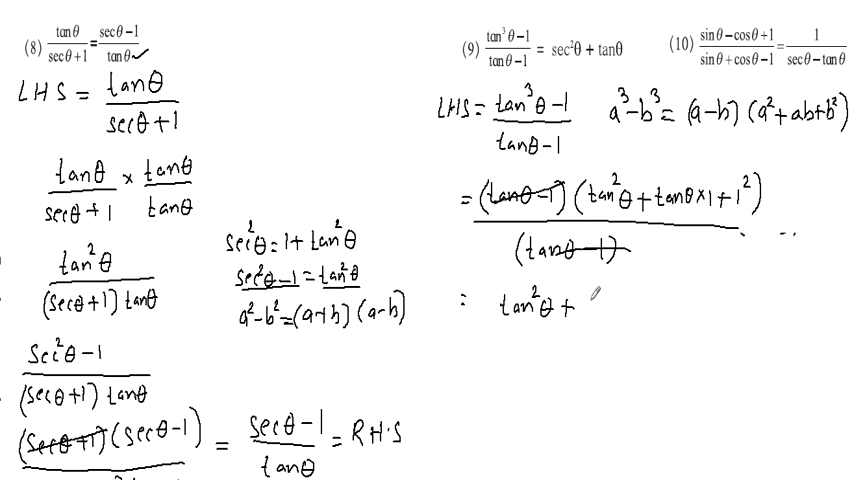 (8) tanθ/secθ+1 = secθ−1/tanθ
LHS = tanθ/secθ+1
tanθ/secθ+1 × tanθ/tanθ
tan²θ/(secθ+1) tanθ
sec²θ = 1+tan²θ
sec²θ−1 = tan²θ
a²−b² = (a+b) (a−b)
sec²θ−1/(secθ+1) tanθ
(secθ+1) (secθ−1) = secθ−1/tanθ = RH·S
(9) tan³θ−1/tanθ−1 = sec²θ + tanθ
(10) sinθ−cosθ+1/sinθ+cosθ−1 = 1/secθ−tanθ
LHS = tan³θ−1/tanθ−1
a³−b³ = (a−b) (a²+ab+b²)
= (tanθ−1) (tan²θ+tanθ×1+1²)/(tanθ−1)
= tan²θ +